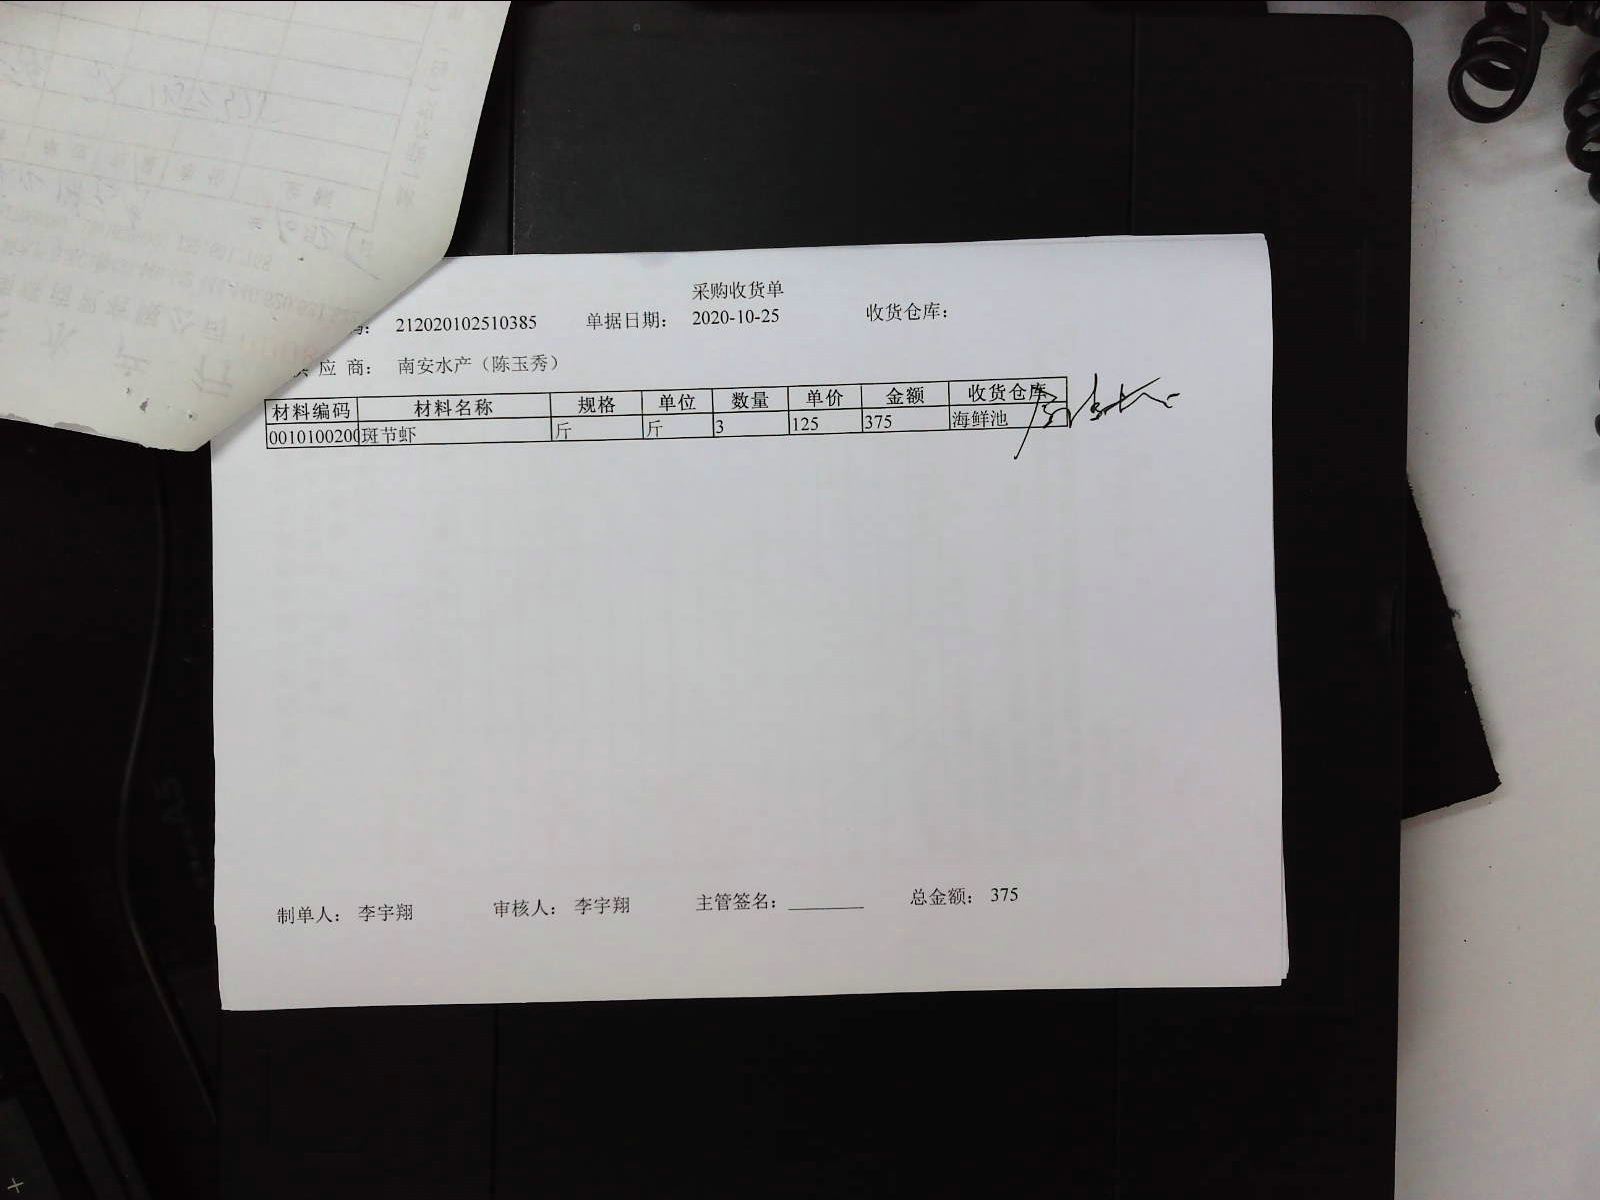 采购收货单
212020102510385 单据日期： 2020-10-25 收货仓库：
应 商： 南安水产（陈玉秀）
材料编码 材料名称 规格 单位 数量 单价 金额 收货仓库
0010100200 斑节虾 斤 斤 3 125 375 海鲜池
制单人： 李宇翔 审核人： 李宇翔 主管签名：________ 总金额： 375